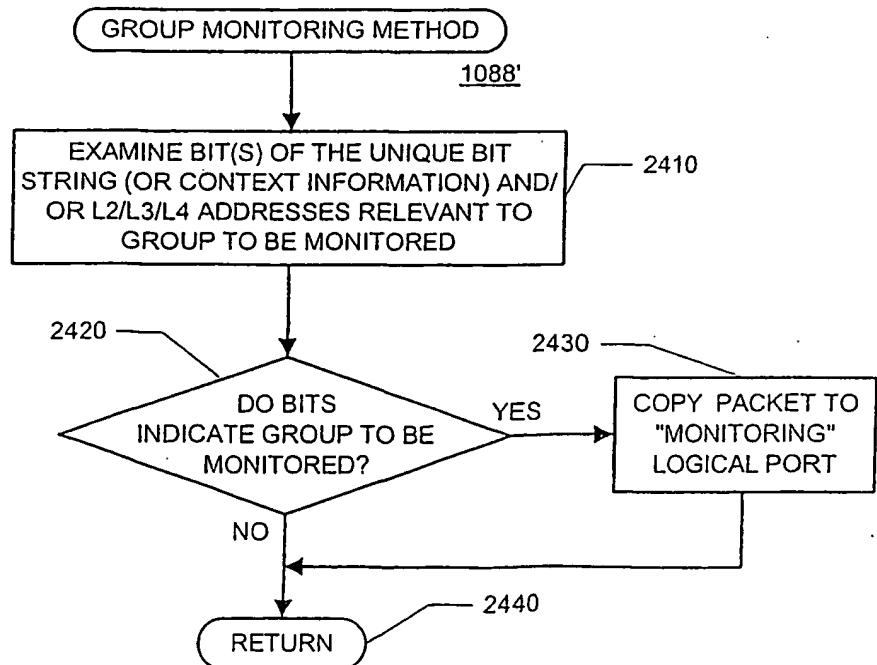 GROUP MONITORING METHOD
1088'
EXAMINE BIT(S) OF THE UNIQUE BIT
STRING (OR CONTEXT INFORMATION) AND/
OR L2/L3/L4 ADDRESSES RELEVANT TO
GROUP TO BE MONITORED
2410
2420
DO BITS
INDICATE GROUP TO BE
MONITORED?
YES
2430
COPY PACKET TO
"MONITORING"
LOGICAL PORT
NO
RETURN
2440